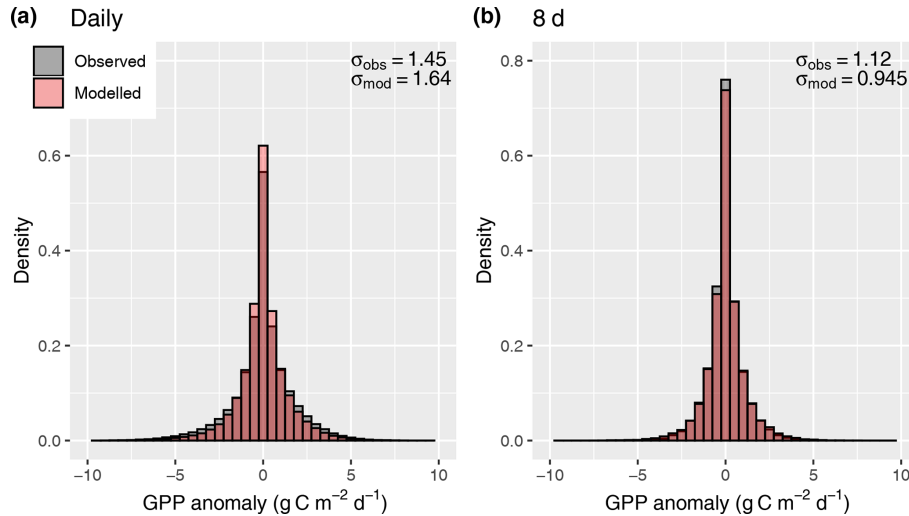 (a) Daily
Observed
Modelled
σobs = 1.45
σmod = 1.64
0.6
0.4
0.2
0.0
Density
−10 −5 0 5 10
GPP anomaly (g C m−2 d−1)
(b) 8 d
σobs = 1.12
σmod = 0.945
0.8
0.6
0.4
0.2
0.0
Density
−10 −5 0 5 10
GPP anomaly (g C m−2 d−1)